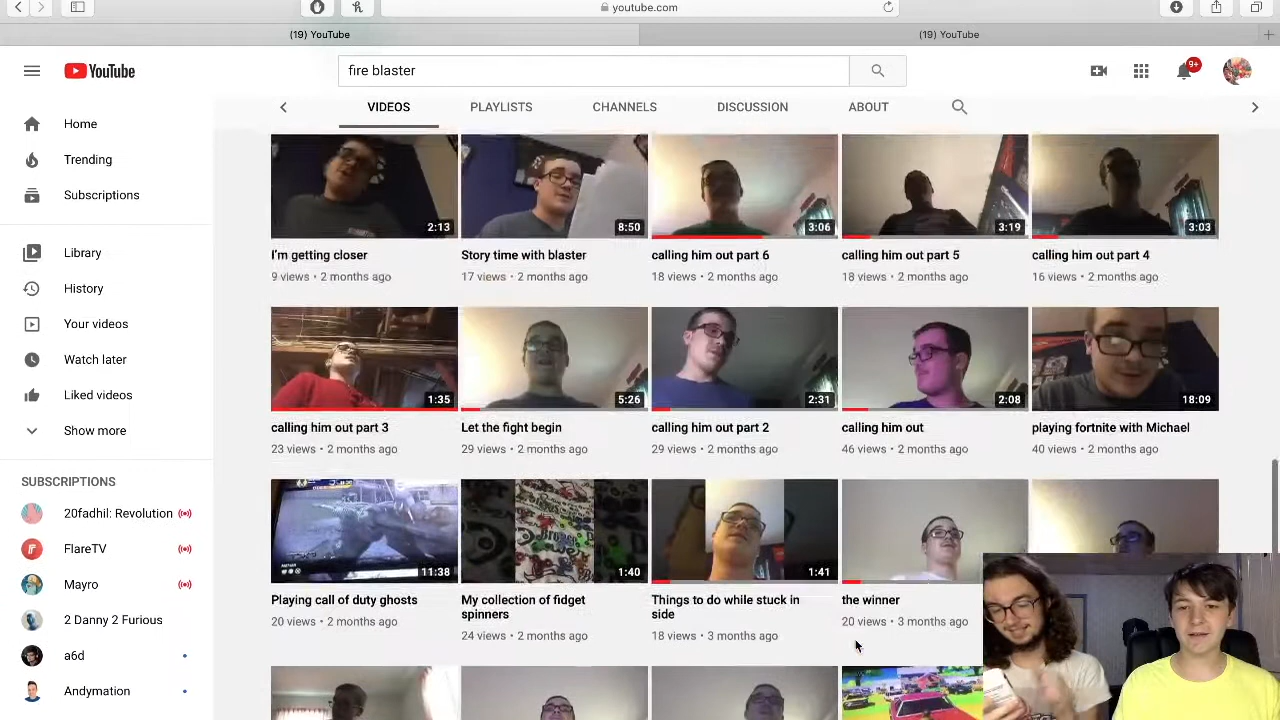 youtube.com
(19) YouTube
(19) YouTube
YouTube
fire blaster
9+
VIDEOS PLAYLISTS CHANNELS DISCUSSION ABOUT
Home
Trending
Subscriptions
Library
History
Your videos
Watch later
Liked videos
Show more
SUBSCRIPTIONS
20fadhil: Revolution
FlareTV
Mayro
2 Danny 2 Furious
a6d
Andymation
2:13
I'm getting closer
9 views • 2 months ago
8:50
Story time with blaster
17 views • 2 months ago
3:06
calling him out part 6
18 views • 2 months ago
3:19
calling him out part 5
18 views • 2 months ago
3:03
calling him out part 4
16 views • 2 months ago
1:35
calling him out part 3
23 views • 2 months ago
5:26
Let the fight begin
29 views • 2 months ago
2:31
calling him out part 2
29 views • 2 months ago
2:08
calling him out
46 views • 2 months ago
18:09
playing fortnite with Michael
40 views • 2 months ago
11:38
Playing call of duty ghosts
20 views • 2 months ago
1:40
My collection of fidget
spinners
24 views • 2 months ago
1:41
Things to do while stuck in
side
18 views • 3 months ago
the winner
20 views • 3 months ago